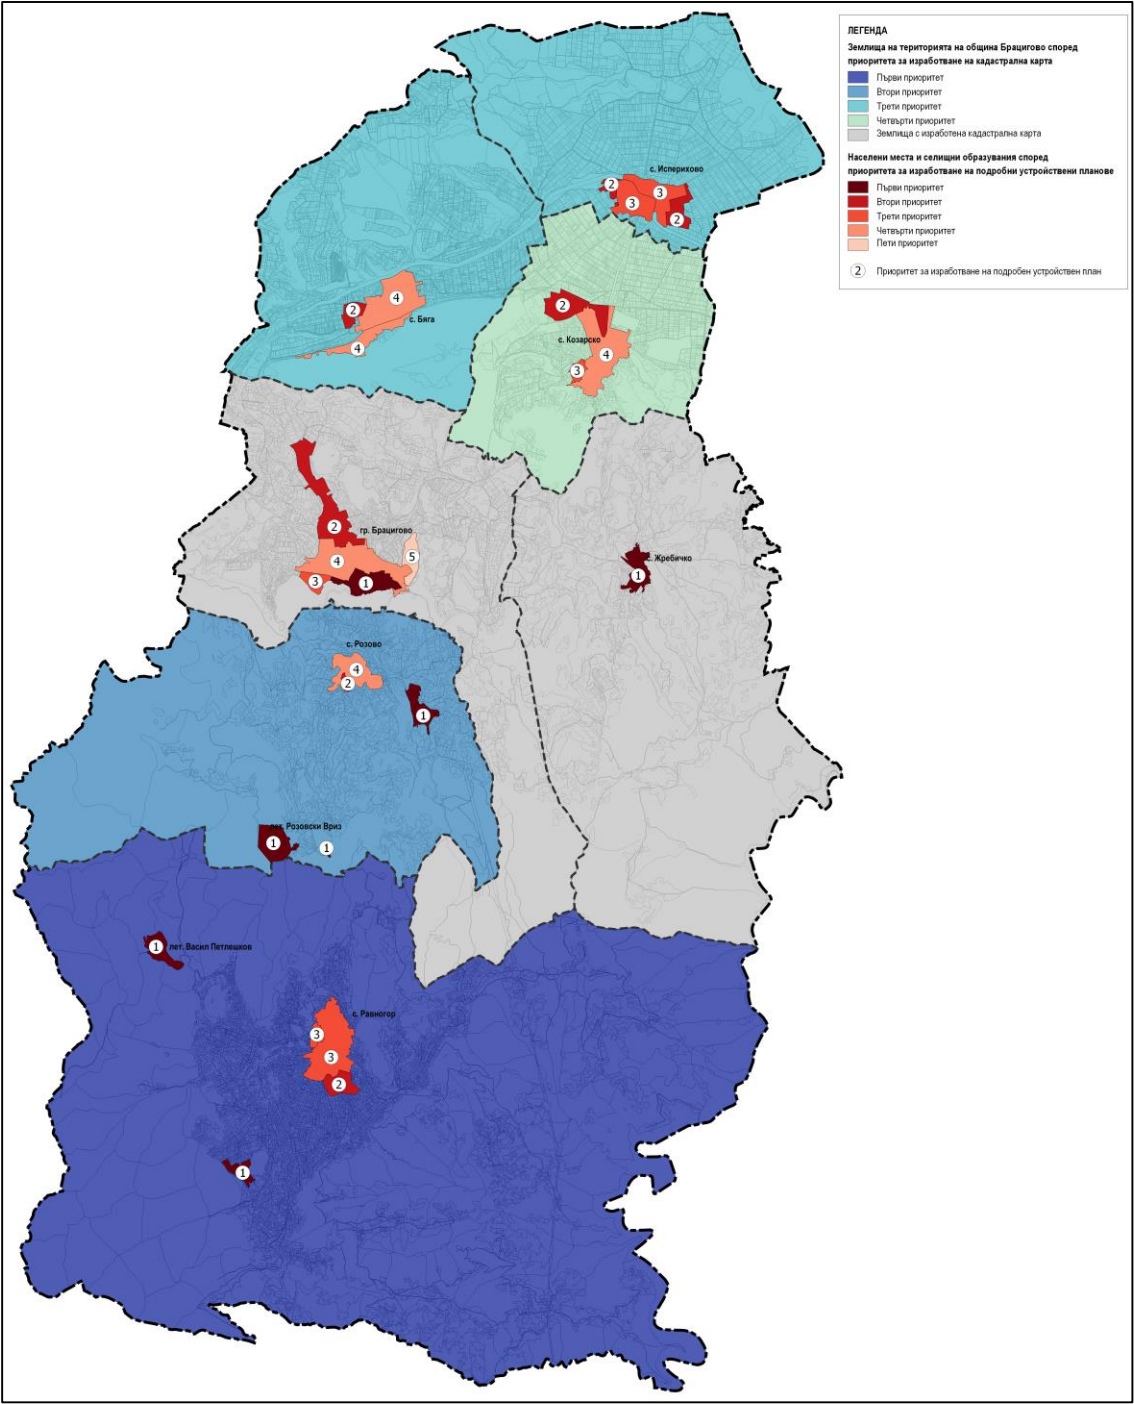 ЛЕГЕНДА
Землища на територията на община Брацигово според
приоритета за изработване на кадастрална карта
Първи приоритет
Втори приоритет
Трети приоритет
Четвърти приоритет
Землища с изработена кадастрална карта
Населени места и селищни образувания според
приоритета за изработване на подробни устройствени планове
Първи приоритет
Втори приоритет
Трети приоритет
Четвърти приоритет
Пети приоритет
2 Приоритет за изработване на подробен устройствен план
с. Исперихово
2
3
3
2
4
2
с. Бяга
4
2
с. Козарско
4
3
2
гр. Брацигово
5
4
3
1
с. Жребичко
1
с. Розово
4
2
1
лет. Розовски Вриз
1
1
1
лет. Васил Петлешков
с. Равногор
3
3
2
1